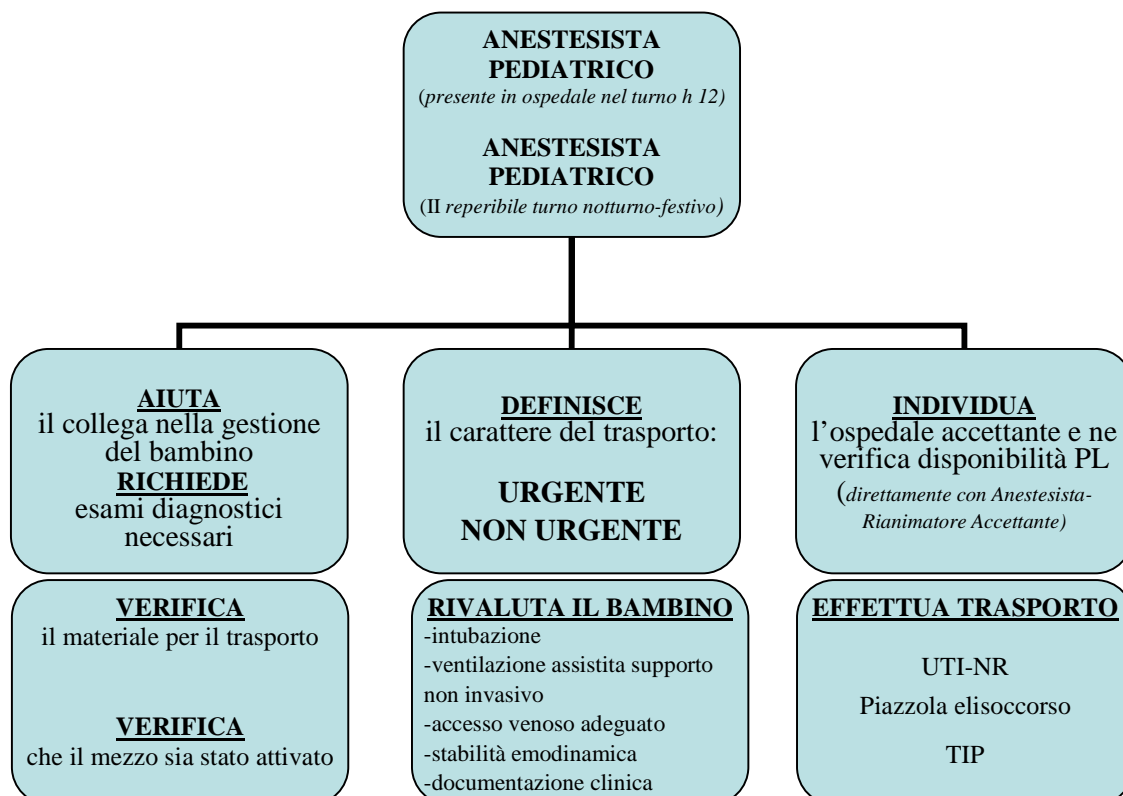 ANESTESISTA
PEDIATRICO
(presente in ospedale nel turno h 12)
ANESTESISTA
PEDIATRICO
(II reperibile turno notturno-festivo)
AIUTA
il collega nella gestione
del bambino
RICHIEDE
esami diagnostici
necessari
DEFINISCE
il carattere del trasporto:
URGENTE
NON URGENTE
INDIVIDUA
l’ospedale accettante e ne
verifica disponibilità PL
(direttamente con Anestesista-
Rianimatore Accettante)
VERIFICA
il materiale per il trasporto
VERIFICA
che il mezzo sia stato attivato
RIVALUTA IL BAMBINO
-intubazione
-ventilazione assistita supporto
non invasivo
-accesso venoso adeguato
-stabilità emodinamica
-documentazione clinica
EFFETTUA TRASPORTO
UTI-NR
Piazzola elisoccorso
TIP